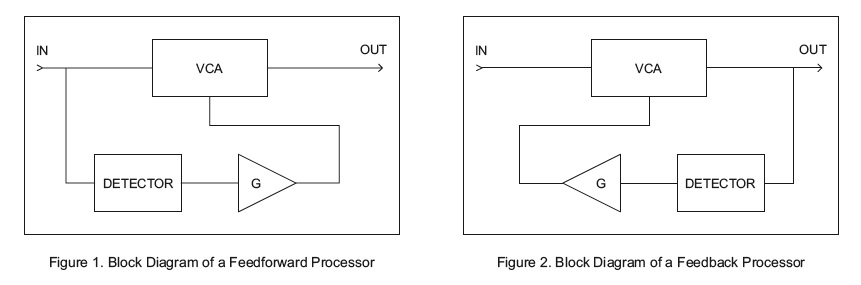 IN
OUT
VCA
DETECTOR
G
Figure 1. Block Diagram of a Feedforward Processor
IN
OUT
VCA
G
DETECTOR
Figure 2. Block Diagram of a Feedback Processor